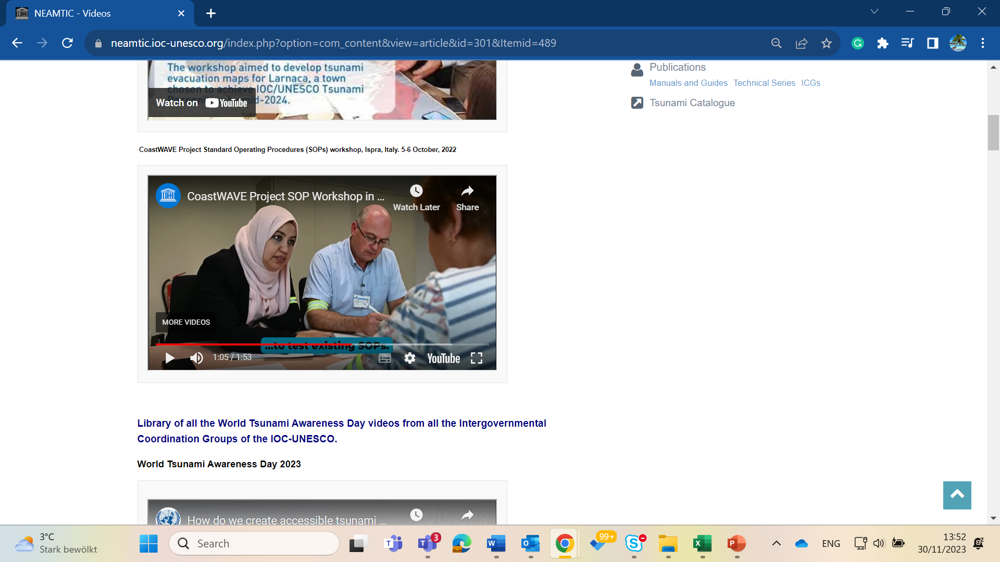 NEAMTIC - Videos
neamtic.ioc-unesco.org/index.php?option=com_content&view=article&id=301&Itemid=489
The workshop aimed to develop tsunami
evacuation maps for Larnaca, a town
chosen to achieve IOC/UNESCO Tsunami
mid-2024.
Watch on YouTube
Publications
Manuals and Guides Technical Series ICGs
Tsunami Catalogue
CoastWAVE Project Standard Operating Procedures (SOPs) workshop, Ispra, Italy. 5-6 October, 2022
CoastWAVE Project SOP Workshop in ...
Watch Later
Share
MORE VIDEOS
...to test existing SOPs.
1:05 / 1:53
YouTube
Library of all the World Tsunami Awareness Day videos from all the Intergovernmental
Coordination Groups of the IOC-UNESCO.
World Tsunami Awareness Day 2023
How do we create accessible tsunami ...
3°C
Stark bewölkt
Search
3
99+
ENG
13:52
30/11/2023